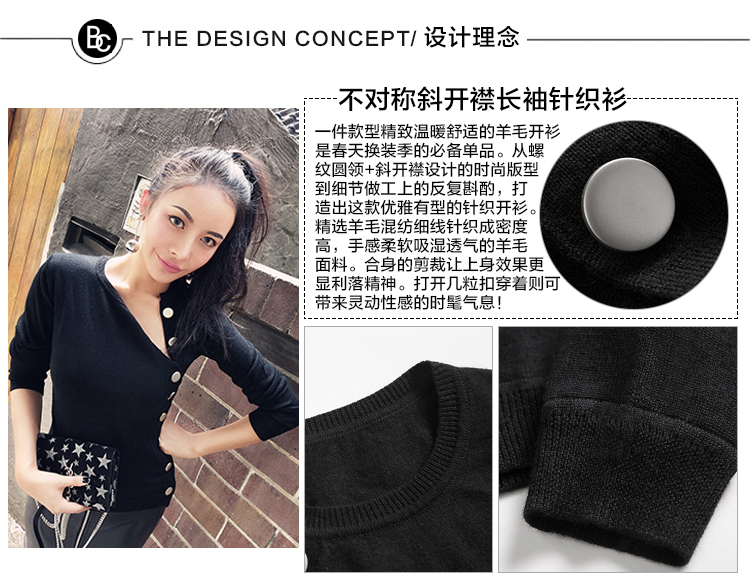 BC
THE DESIGN CONCEPT/ 设计理念
不对称斜开襟长袖针织衫
一件款型精致温暖舒适的羊毛开衫
是春天换装季的必备单品。从螺
纹圆领+斜开襟设计的时尚版型
到细节做工上的反复斟酌，打
造出这款优雅有型的针织开衫。
精选羊毛混纺细线针织成密度
高，手感柔软吸湿透气的羊毛
面料。合身的剪裁让上身效果更
显利落精神。打开几粒扣穿着则可
带来灵动性感的时髦气息！